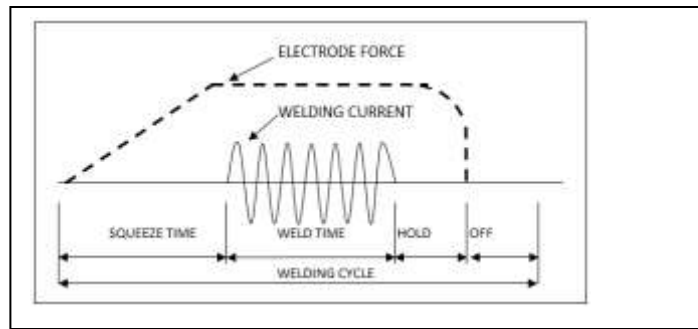 ELECTRODE FORCE
WELDING CURRENT
SQUEEZE TIME WELD TIME HOLD OFF
WELDING CYCLE